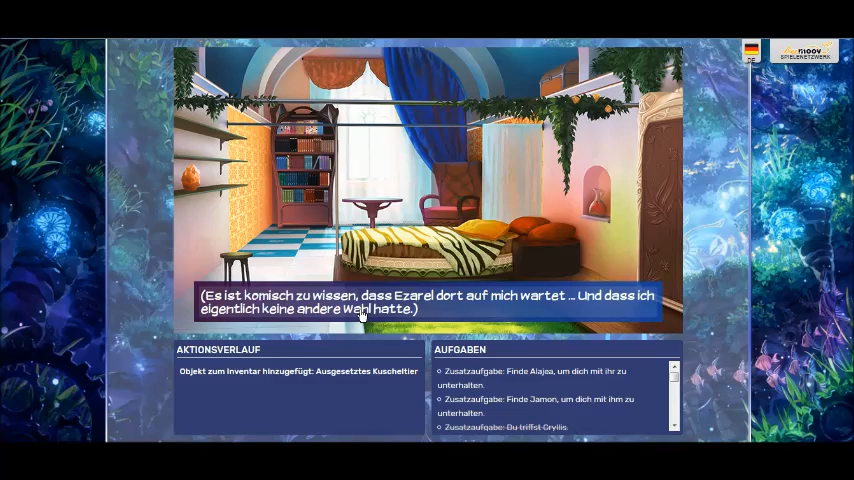 DE
beemoov
SPIELENETZWERK
(Es ist komisch zu wissen, dass Ezarel dort auf mich wartet ... Und dass ich
eigentlich keine andere Wahl hatte.)
AKTIONSVERLAUF
Objekt zum Inventar hinzugefügt: Ausgesetztes Kuscheltier
AUFGABEN
Zusatzaufgabe: Finde Alajea, um dich mit ihr zu
unterhalten.
Zusatzaufgabe: Finde Jamon, um dich mit ihm zu
unterhalten.
Zusatzaufgabe: Du triffst Cryllis.